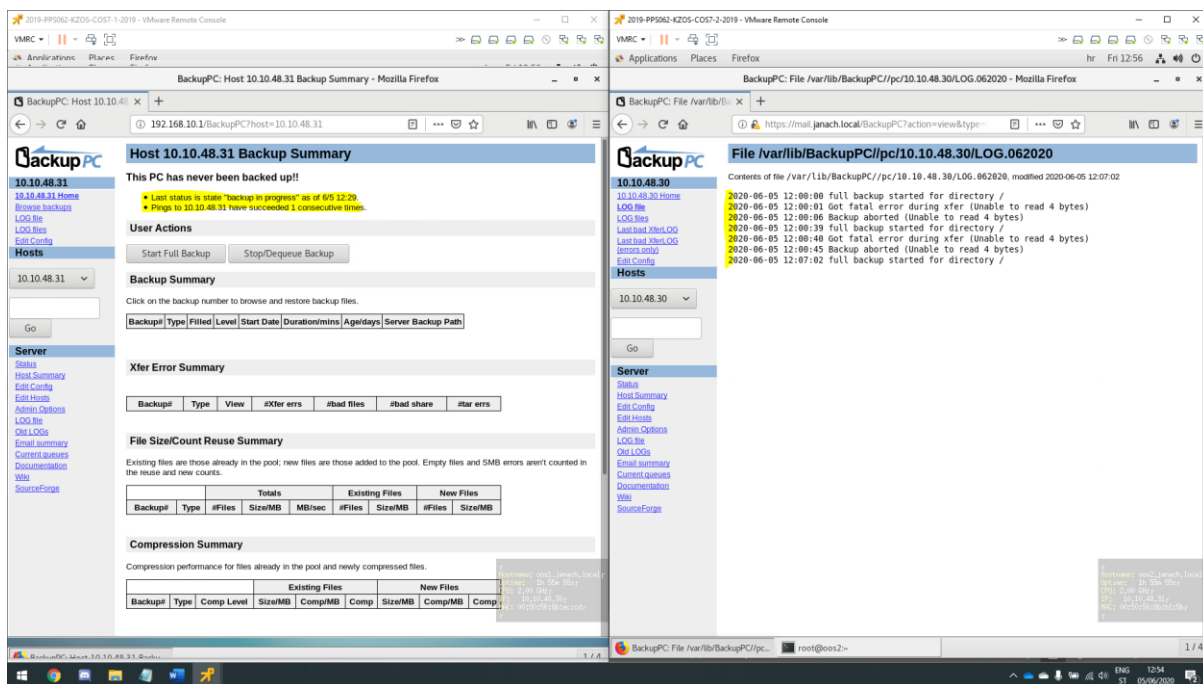 2019-PPS062-KZOS-COS7-1-2019 - VMware Remote Console
VMRC
Applications Places Firefox
BackupPC: Host 10.10.48.31 Backup Summary - Mozilla Firefox
BackupPC: Host 10.10.48
192.168.10.1/BackupPC?host=10.10.48.31
BackupPC
10.10.48.31
10.10.48.31 Home
Browse backups
LOG file
LOG files
Edit Config
Hosts
10.10.48.31
Go
Server
Status
Host Summary
Edit Config
Edit Hosts
Admin Options
LOG file
Old LOGs
Email summary
Current queues
Documentation
Wiki
SourceForge
Host 10.10.48.31 Backup Summary
This PC has never been backed up!!
Last status is state "backup in progress" as of 6/5 12:29.
Pings to 10.10.48.31 have succeeded 1 consecutive times.
User Actions
Start Full Backup Stop/Dequeue Backup
Backup Summary
Click on the backup number to browse and restore backup files.
Backup# Type Filled Level Start Date Duration/mins Age/days Server Backup Path
Xfer Error Summary
Backup# Type View #Xfer errs #bad files #bad share #tar errs
File Size/Count Reuse Summary
Existing files are those already in the pool; new files are those added to the pool. Empty files and SMB errors aren't counted in
the reuse and new counts.
Totals Existing Files New Files
Backup# Type #Files Size/MB MB/sec #Files Size/MB #Files Size/MB
Compression Summary
Compression performance for files already in the pool and newly compressed files.
Existing Files New Files
Backup# Type Comp Level Size/MB Comp/MB Comp Size/MB Comp/MB Comp
1 / 4
2019-PPS062-KZOS-COS7-2-2019 - VMware Remote Console
VMRC
Applications Places Firefox hr Fri 12:56
BackupPC: File /var/lib/BackupPC//pc/10.10.48.30/LOG.062020 - Mozilla Firefox
BackupPC: File /var/lib/B
https://mail.janach.local/BackupPC?action=view&type=
BackupPC
10.10.48.30
10.10.48.30 Home
LOG file
LOG files
Last bad XferLOG
Last bad XferLOG
(errors only)
Edit Config
Hosts
10.10.48.30
Go
Server
Status
Host Summary
Edit Config
Edit Hosts
Admin Options
LOG file
Old LOGs
Email summary
Current queues
Documentation
Wiki
SourceForge
File /var/lib/BackupPC//pc/10.10.48.30/LOG.062020
Contents of file /var/lib/BackupPC//pc/10.10.48.30/LOG.062020, modified 2020-06-05 12:07:02
2020-06-05 12:00:00 full backup started for directory /
2020-06-05 12:00:01 Got fatal error during xfer (Unable to read 4 bytes)
2020-06-05 12:00:06 Backup aborted (Unable to read 4 bytes)
2020-06-05 12:00:39 full backup started for directory /
2020-06-05 12:00:40 Got fatal error during xfer (Unable to read 4 bytes)
2020-06-05 12:00:45 Backup aborted (Unable to read 4 bytes)
2020-06-05 12:07:02 full backup started for directory /
BackupPC: File /var/lib/BackupPC//pc... root@oos2:~ 1 / 4
ENG 12:54
ST 05/06/2020